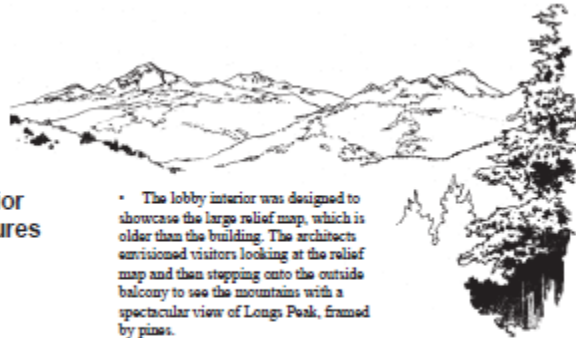 ior
ures
• The lobby interior was designed to
showcase the large relief map, which is
older than the building. The architects
envisioned visitors looking at the relief
map and then stepping onto the outside
balcony to see the mountains with a
spectacular view of Longs Peak, framed
by pines.